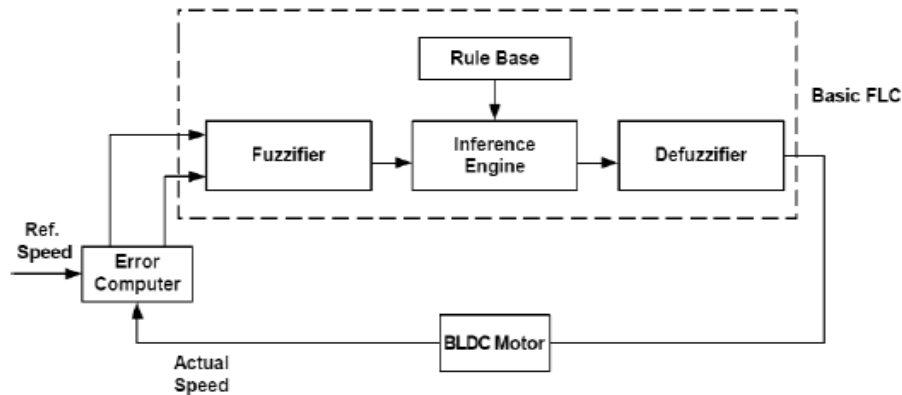 Rule Base
Basic FLC
Fuzzifier
Inference
Engine
Defuzzifier
Ref.
Speed
Error
Computer
BLDC Motor
Actual
Speed